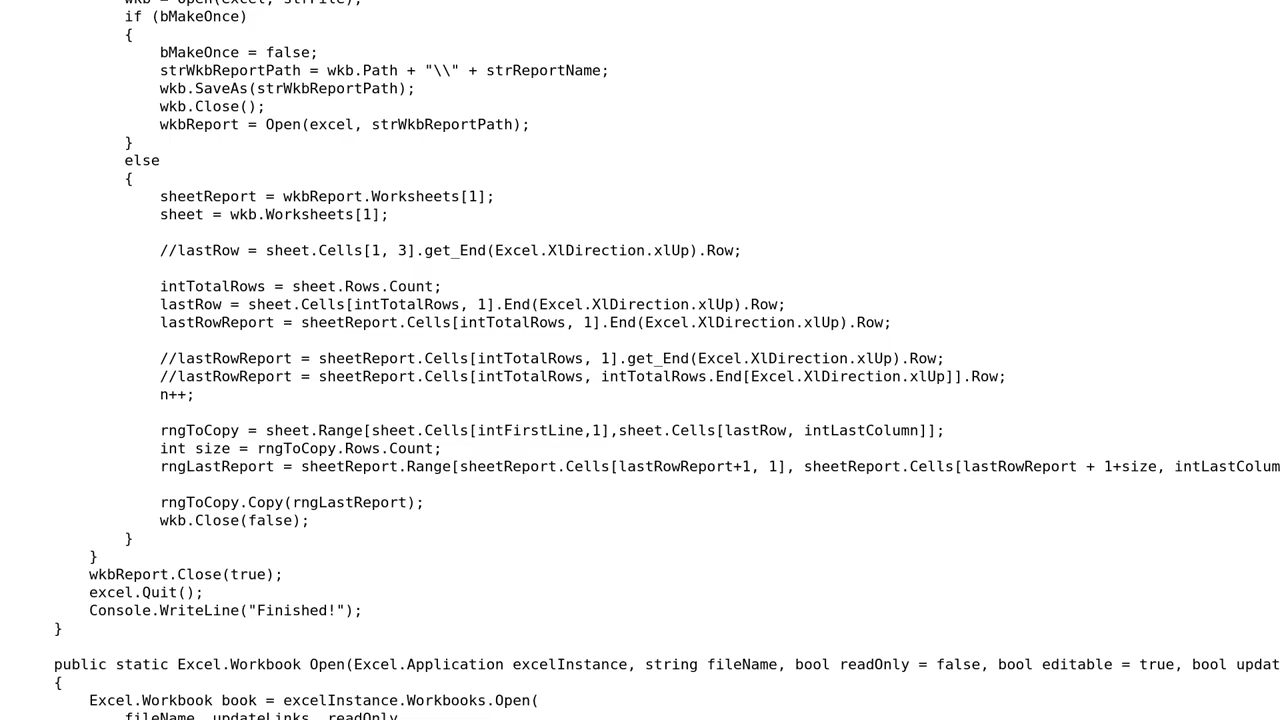 wkb = Open(excel, strFile);
if (bMakeOnce)
{
bMakeOnce = false;
strWkbReportPath = wkb.Path + "\\" + strReportName;
wkb.SaveAs(strWkbReportPath);
wkb.Close();
wkbReport = Open(excel, strWkbReportPath);
}
else
{
sheetReport = wkbReport.Worksheets[1];
sheet = wkb.Worksheets[1];
//lastRow = sheet.Cells[1, 3].get_End(Excel.XlDirection.xlUp).Row;
intTotalRows = sheet.Rows.Count;
lastRow = sheet.Cells[intTotalRows, 1].End(Excel.XlDirection.xlUp).Row;
lastRowReport = sheetReport.Cells[intTotalRows, 1].End(Excel.XlDirection.xlUp).Row;
//lastRowReport = sheetReport.Cells[intTotalRows, 1].get_End(Excel.XlDirection.xlUp).Row;
//lastRowReport = sheetReport.Cells[intTotalRows, intTotalRows.End[Excel.XlDirection.xlUp]].Row;
n++;
rngToCopy = sheet.Range[sheet.Cells[intFirstLine,1],sheet.Cells[lastRow, intLastColumn]];
int size = rngToCopy.Rows.Count;
rngLastReport = sheetReport.Range[sheetReport.Cells[lastRowReport+1, 1], sheetReport.Cells[lastRowReport + 1+size, intLastColum
rngToCopy.Copy(rngLastReport);
wkb.Close(false);
}
}
wkbReport.Close(true);
excel.Quit();
Console.WriteLine("Finished!");
}
public static Excel.Workbook Open(Excel.Application excelInstance, string fileName, bool readOnly = false, bool editable = true, bool updat
{
Excel.Workbook book = excelInstance.Workbooks.Open(
fileName, updateLinks, readOnly,